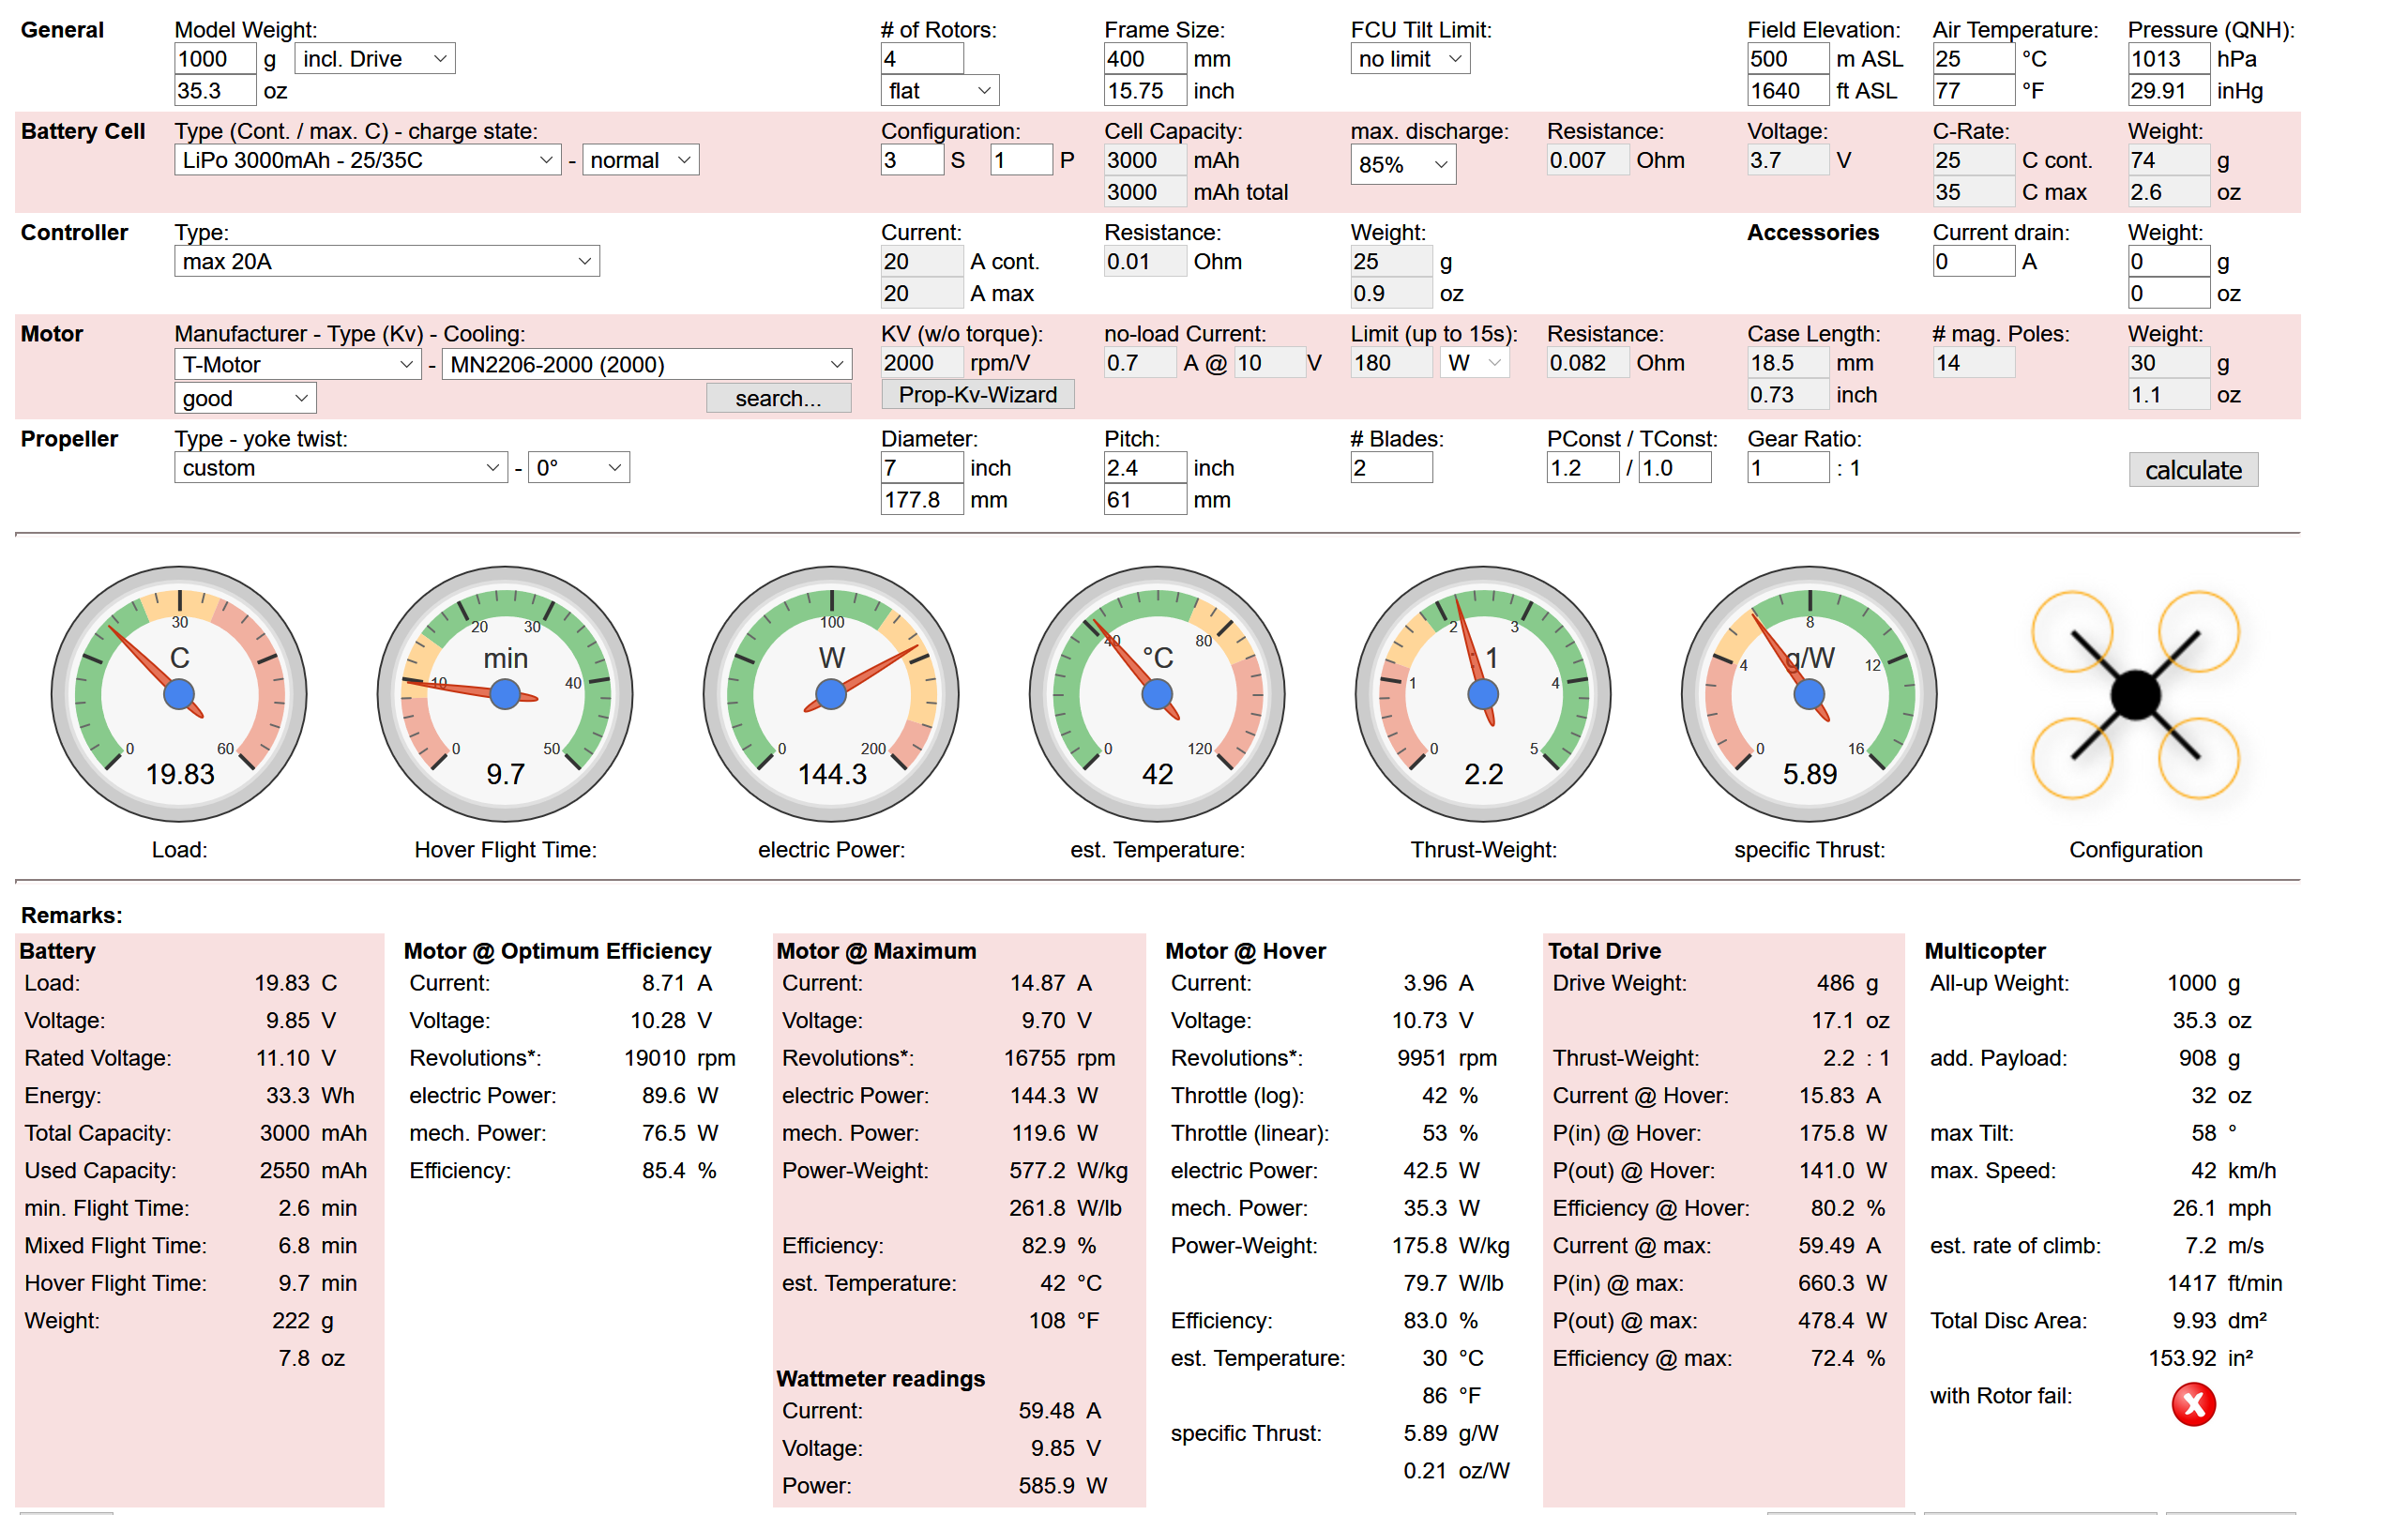 General Model Weight: # of Rotors: Frame Size: FCU Tilt Limit: Field Elevation: Air Temperature: Pressure (QNH):
1000 g incl. Drive 4 400 mm no limit 500 m ASL 25 °C 1013 hPa
35.3 oz flat 15.75 inch 1640 ft ASL 77 °F 29.91 inHg
Battery Cell Type (Cont. / max. C) - charge state: Configuration: Cell Capacity: max. discharge: Resistance: Voltage: C-Rate: Weight:
LiPo 3000mAh - 25/35C - normal 3 S 1 P 3000 mAh 85% 0.007 Ohm 3.7 V 25 C cont. 74 g
3000 mAh total 35 C max 2.6 oz
Controller Type: Current: Resistance: Weight: Accessories Current drain: Weight:
max 20A 20 A cont. 0.01 Ohm 25 g 0 A 0 g
20 A max 0.9 oz 0 oz
Motor Manufacturer - Type (Kv) - Cooling: KV (w/o torque): no-load Current: Limit (up to 15s): Resistance: Case Length: # mag. Poles: Weight:
T-Motor - MN2206-2000 (2000) 2000 rpm/V 0.7 A @ 10 V 180 W 0.082 Ohm 18.5 mm 14 30 g
good search... Prop-Kv-Wizard 0.73 inch 1.1 oz
Propeller Type - yoke twist: Diameter: Pitch: # Blades: PConst / TConst: Gear Ratio:
custom - 0° 7 inch 2.4 inch 2 1.2 / 1.0 1 : 1 calculate
177.8 mm 61 mm
0 30 60 C 19.83
0 10 20 30 40 50 min 9.7
0 100 200 W 144.3
0 40 80 120 °C 42
0 1 2 3 4 5 : 1 2.2
0 4 8 12 16 g/W 5.89
Load: Hover Flight Time: electric Power: est. Temperature: Thrust-Weight: specific Thrust: Configuration
Remarks:
Battery
Load: 19.83 C
Voltage: 9.85 V
Rated Voltage: 11.10 V
Energy: 33.3 Wh
Total Capacity: 3000 mAh
Used Capacity: 2550 mAh
min. Flight Time: 2.6 min
Mixed Flight Time: 6.8 min
Hover Flight Time: 9.7 min
Weight: 222 g
7.8 oz
Motor @ Optimum Efficiency
Current: 8.71 A
Voltage: 10.28 V
Revolutions*: 19010 rpm
electric Power: 89.6 W
mech. Power: 76.5 W
Efficiency: 85.4 %
Motor @ Maximum
Current: 14.87 A
Voltage: 9.70 V
Revolutions*: 16755 rpm
electric Power: 144.3 W
mech. Power: 119.6 W
Power-Weight: 577.2 W/kg
261.8 W/lb
Efficiency: 82.9 %
est. Temperature: 42 °C
108 °F
Wattmeter readings
Current: 59.48 A
Voltage: 9.85 V
Power: 585.9 W
Motor @ Hover
Current: 3.96 A
Voltage: 10.73 V
Revolutions*: 9951 rpm
Throttle (log): 42 %
Throttle (linear): 53 %
electric Power: 42.5 W
mech. Power: 35.3 W
Power-Weight: 175.8 W/kg
79.7 W/lb
Efficiency: 83.0 %
est. Temperature: 30 °C
86 °F
specific Thrust: 5.89 g/W
0.21 oz/W
Total Drive
Drive Weight: 486 g
17.1 oz
Thrust-Weight: 2.2 : 1
Current @ Hover: 15.83 A
P(in) @ Hover: 175.8 W
P(out) @ Hover: 141.0 W
Efficiency @ Hover: 80.2 %
Current @ max: 59.49 A
P(in) @ max: 660.3 W
P(out) @ max: 478.4 W
Efficiency @ max: 72.4 %
Multicopter
All-up Weight: 1000 g
35.3 oz
add. Payload: 908 g
32 oz
max Tilt: 58 °
max. Speed: 42 km/h
26.1 mph
est. rate of climb: 7.2 m/s
1417 ft/min
Total Disc Area: 9.93 dm²
153.92 in²
with Rotor fail: